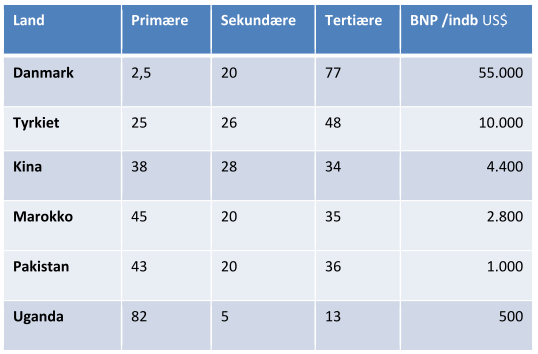 Land Primære Sekundære Tertiære BNP /indb US$
Danmark 2,5 20 77 55.000
Tyrkiet 25 26 48 10.000
Kina 38 28 34 4.400
Marokko 45 20 35 2.800
Pakistan 43 20 36 1.000
Uganda 82 5 13 500